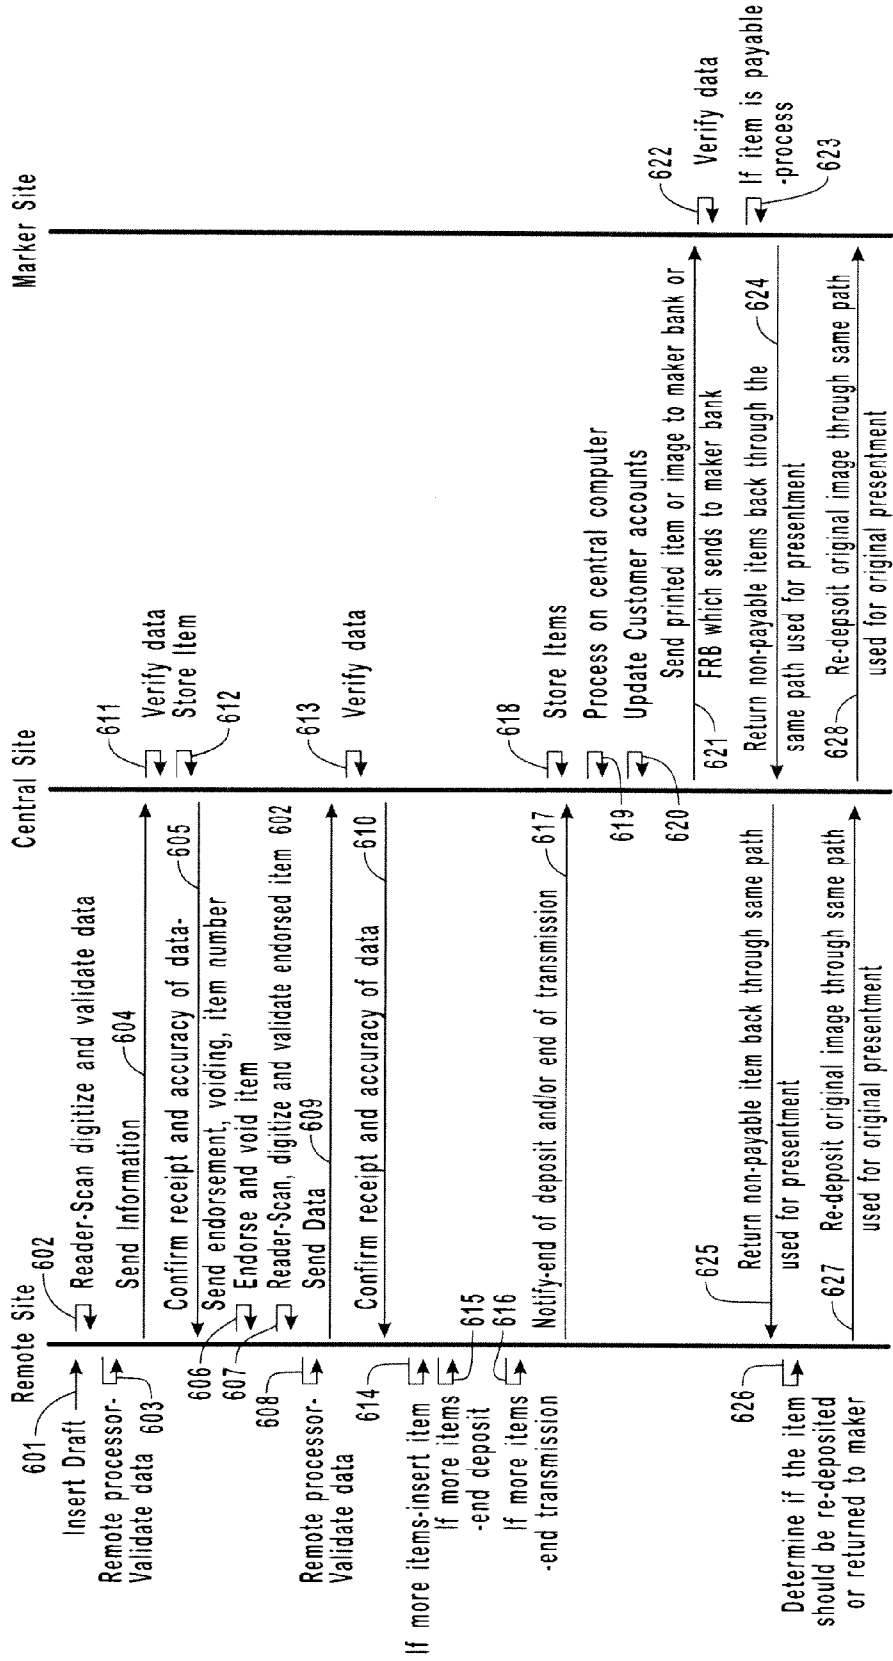 Remote Site
Central Site
Marker Site
601
Insert Draft
602
Reader-Scan digitize and validate data
Remote processor-
Validate data
603
604
Send Information
611
Verify data
Store Item
612
605
Confirm receipt and accuracy of data-
Send endorsement, voiding, item number
606
Endorse and void item
607
Reader-Scan, digitize and validate endorsed item 602
608
Remote processor-
Validate data
609
Send Data
613
Verify data
610
Confirm receipt and accuracy of data
614
If more items-insert item
615
If more items
-end deposit
616
If more items
-end transmission
617
Notify-end of deposit and/or end of transmission
618
Store Items
Process on central computer
619
Update Customer accounts
620
Send printed item or image to maker bank or
621
FRB which sends to maker bank
622
Verify data
If item is payable
-process
623
624
Return non-payable items back through the
same path used for presentment
625
Return non-payable item back through same path
used for presentment
626
Determine if the item
should be re-deposited
or returned to maker
627
Re-deposit original image through same path
used for original presentment
628
Re-depsoit original image through same path
used for original presentment